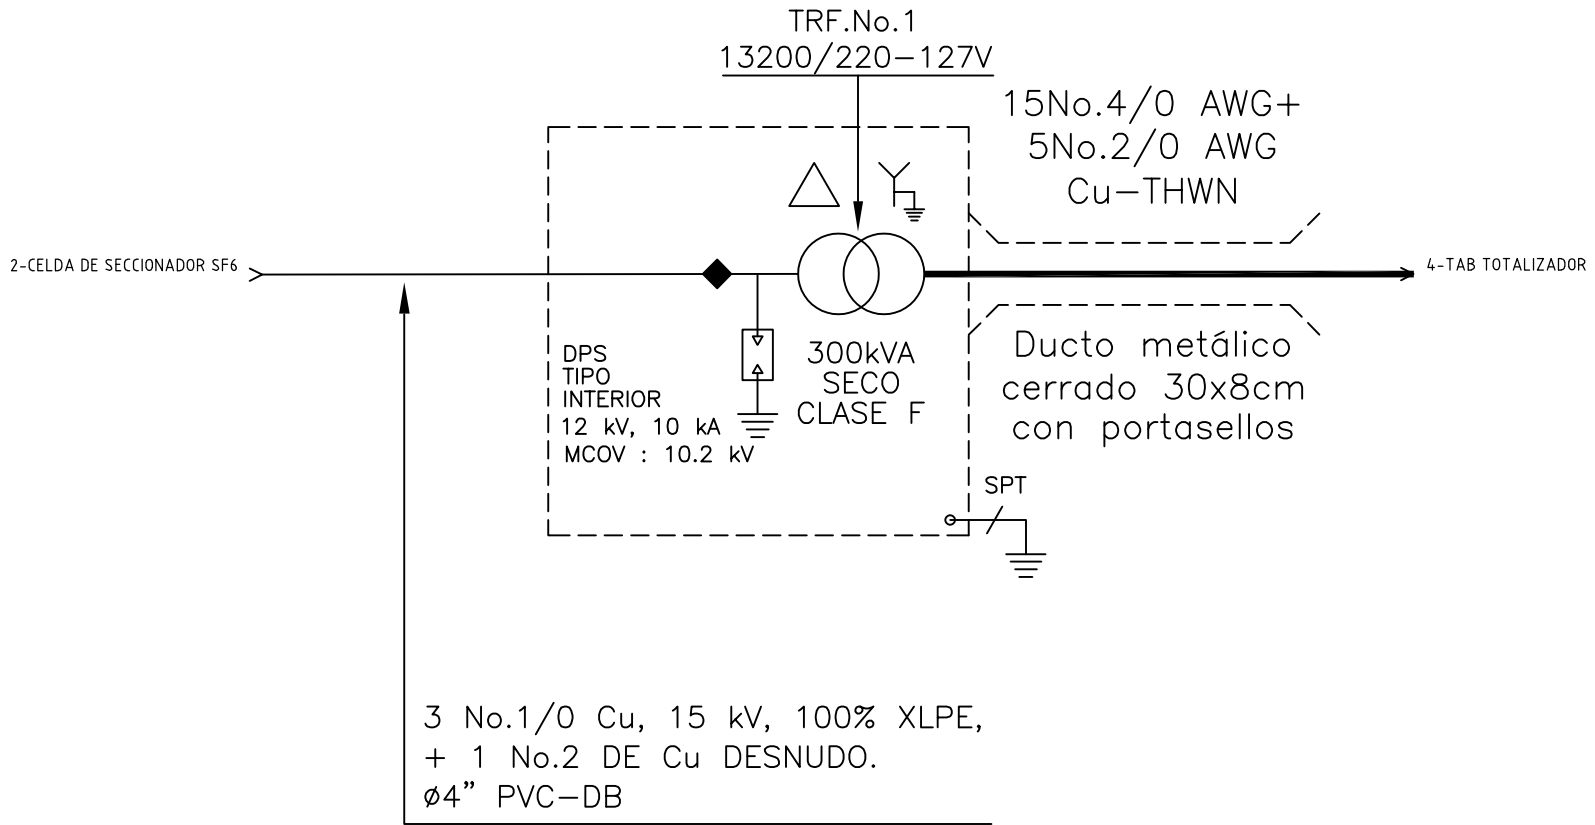 TRF.No.1
13200/220-127V
15No.4/0 AWG+
5No.2/0 AWG
Cu-THWN
2-CELDA DE SECCIONADOR SF6
4-TAB TOTALIZADOR
DPS
TIPO
INTERIOR
12 kV, 10 kA
MCOV : 10.2 kV
300kVA
SECO
CLASE F
Ducto metálico
cerrado 30x8cm
con portasellos
SPT
3 No.1/0 Cu, 15 kV, 100% XLPE,
+ 1 No.2 DE Cu DESNUDO.
ø4” PVC-DB